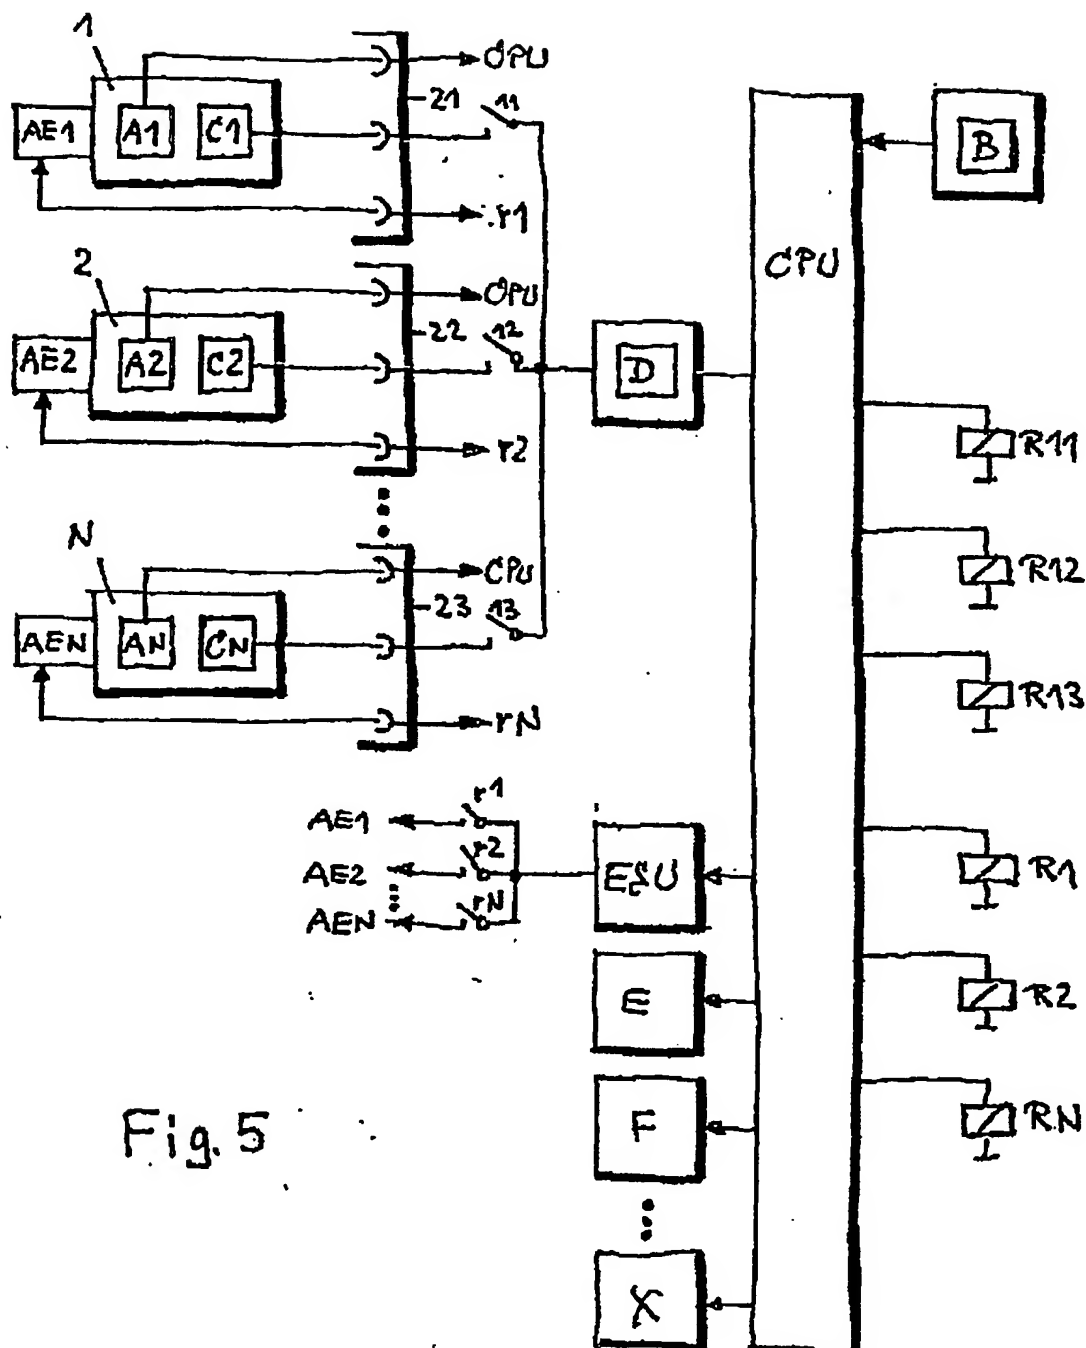 1
CPU
21
11
AE1
A1
C1
B
r1
CPU
2
CPU
22
12
AE2
A2
C2
D
R11
r2
N
CPU
R12
23
13
AEN
AN
CN
R13
rN
r1
AE1
r2
ESU
R1
AE2
rN
AEN
E
R2
F
RN
Fig. 5
X